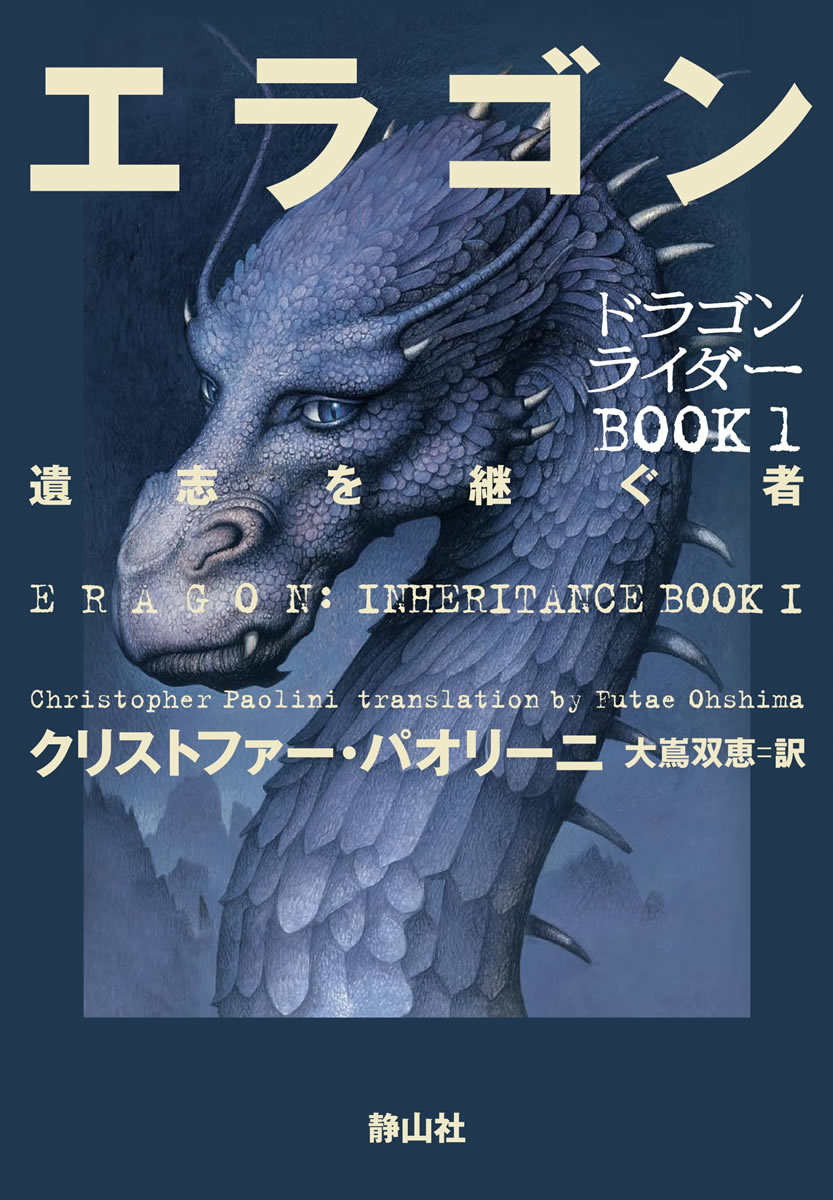 エラゴン
ドラゴン
ライダー
BOOK 1
遺志を継ぐ者
ERAGON: INHERITANCE BOOK I
Christopher Paolini translation by Futae Ohshima
クリストファー・パオリーニ 大嶌双恵=訳
静山社